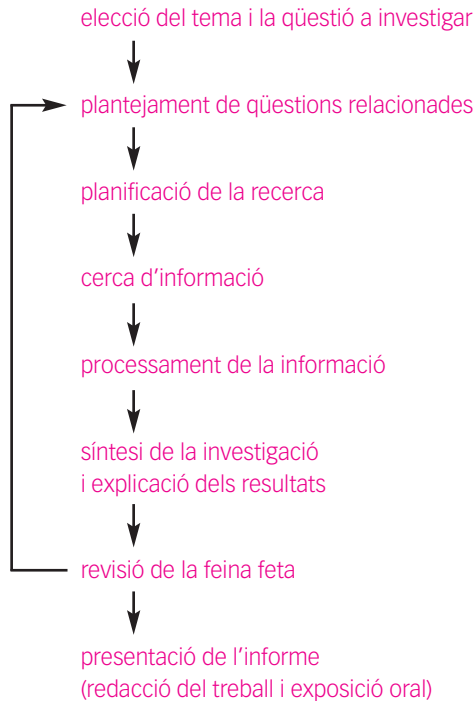 elecció del tema i la qüestió a investigar
plantejament de qüestions relacionades
planificació de la recerca
cerca d’informació
processament de la informació
síntesi de la investigació
i explicació dels resultats
revisió de la feina feta
presentació de l’informe
(redacció del treball i exposició oral)